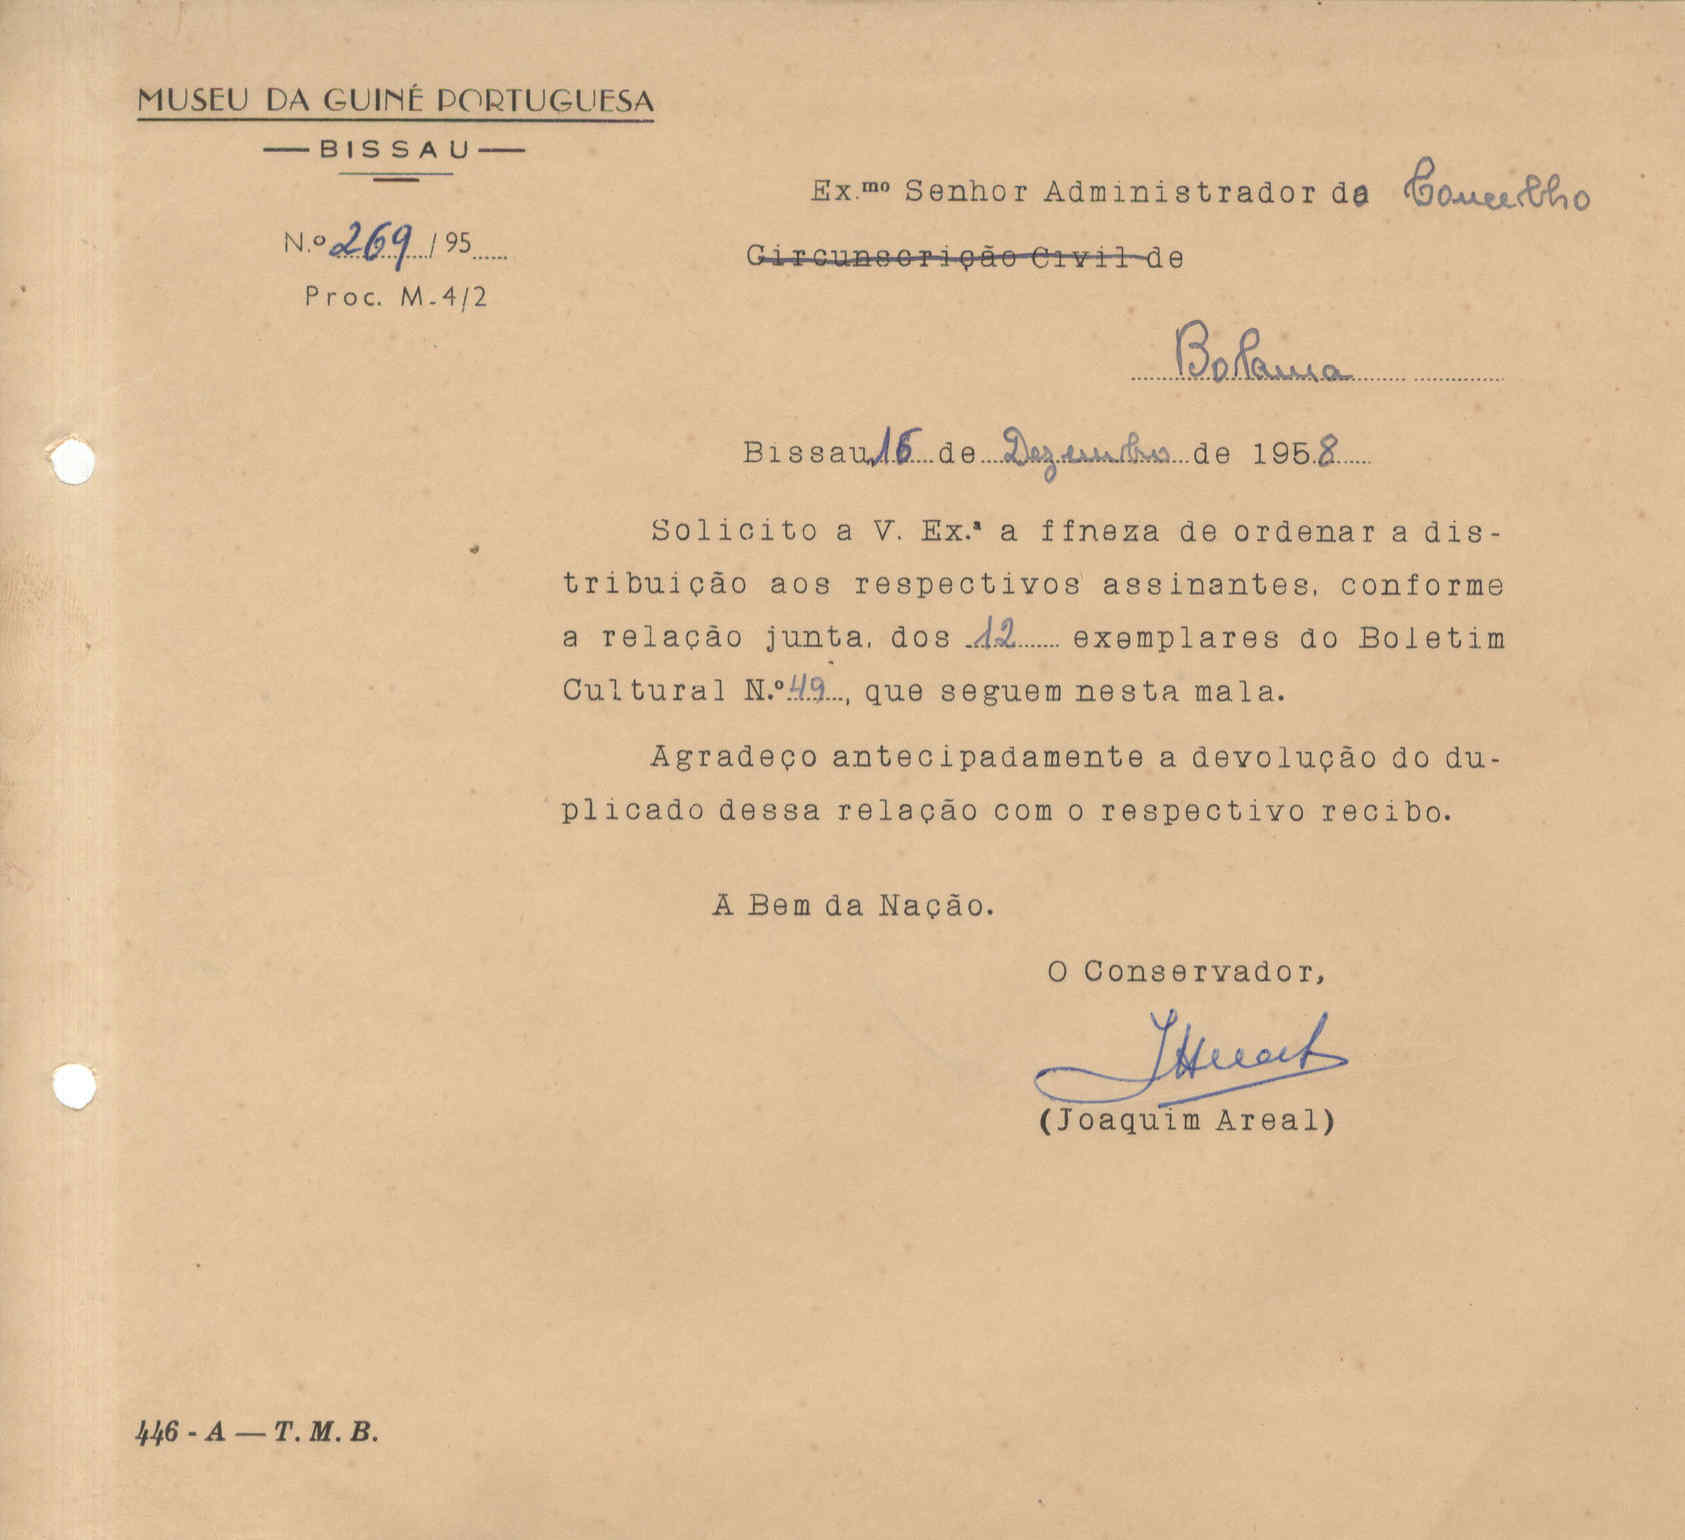 MUSEU DA GUINÉ PORTUGUESA
— BISSAU —
N.º 269 / 95
Proc. M-4/2
Ex.mo Senhor Administrador do Concelho
Circunscrição Civil de
Bolama
Bissau, 16 de Dezembro de 1958
Solicito a V. Ex.ª a ffneza de ordenar a dis-
tribuição aos respectivos assinantes, conforme
a relação junta, dos 12 exemplares do Boletim
Cultural N.º 49, que seguem nesta mala.
Agradeço antecipadamente a devolução do du-
plicado dessa relação com o respectivo recibo.
A Bem da Nação.
O Conservador,
(Joaquim Areal)
446 - A — T. M. B.